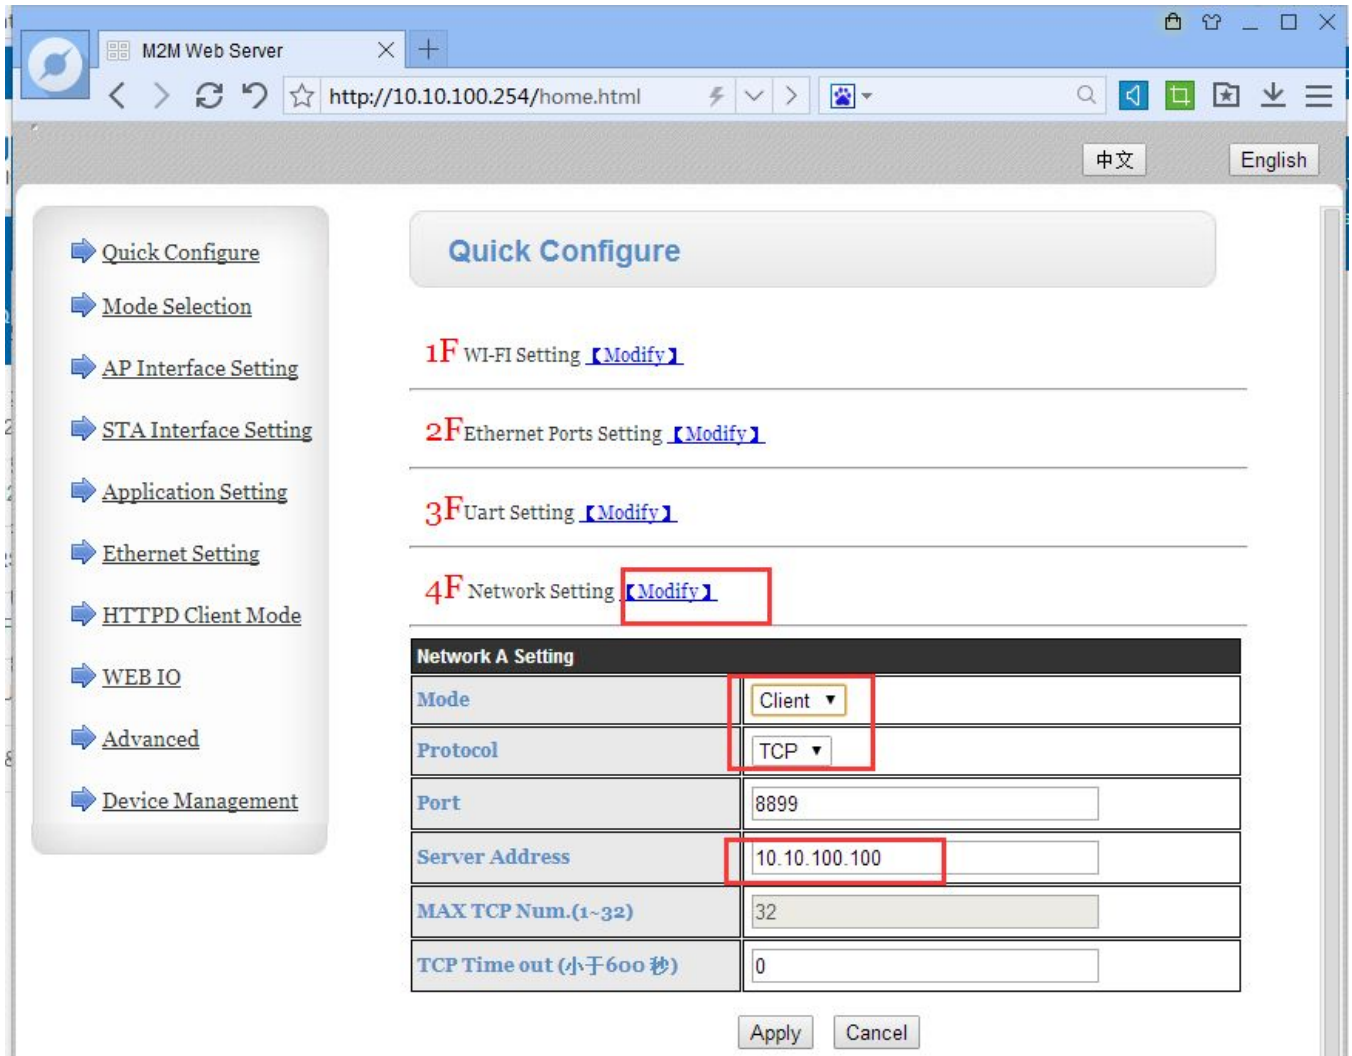 M2M Web Server
http://10.10.100.254/home.html
中文
English
Quick Configure
Mode Selection
AP Interface Setting
STA Interface Setting
Application Setting
Ethernet Setting
HTTPD Client Mode
WEB IO
Advanced
Device Management
Quick Configure
1F WI-FI Setting 【Modify】
2F Ethernet Ports Setting 【Modify】
3F Uart Setting 【Modify】
4F Network Setting 【Modify】
Network A Setting
Mode Client
Protocol TCP
Port 8899
Server Address 10.10.100.100
MAX TCP Num.(1~32) 32
TCP Time out (小于600 秒) 0
Apply Cancel